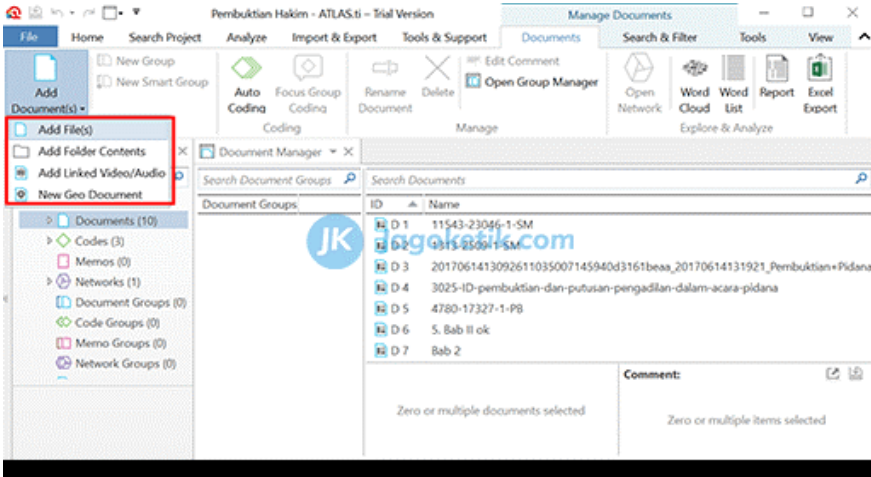 Pembuktian Hakim - ATLAS.ti - Trial Version
Manage Documents
File Home Search Project Analyze Import & Export Tools & Support Documents Search & Filter Tools View
Add Document(s)
New Group
New Smart Group
Auto Coding
Focus Group Coding
Coding
Rename Document
Delete
Edit Comment
Open Group Manager
Manage
Open Network
Word Cloud
Word List
Report
Excel Export
Explore & Analyze
Add File(s)
Add Folder Contents
Add Linked Video/Audio
New Geo Document
Documents (10)
Codes (3)
Memos (0)
Networks (1)
Document Groups (0)
Code Groups (0)
Memo Groups (0)
Network Groups (0)
Document Manager
Search Document Groups
Search Documents
Document Groups
ID Name
D 1 11543-23046-1-SM
D 2 1313-2509-1-SM
D 3 2017061413092611035007145940d3161beaa_20170614131921_Pembuktian+Pidana
D 4 3025-ID-pembuktian-dan-putusan-pengadilan-dalam-acara-pidana
D 5 4780-17327-1-PB
D 6 5. Bab II ok
D 7 Bab 2
JK Jagoketik.com
Zero or multiple documents selected
Comment:
Zero or multiple items selected